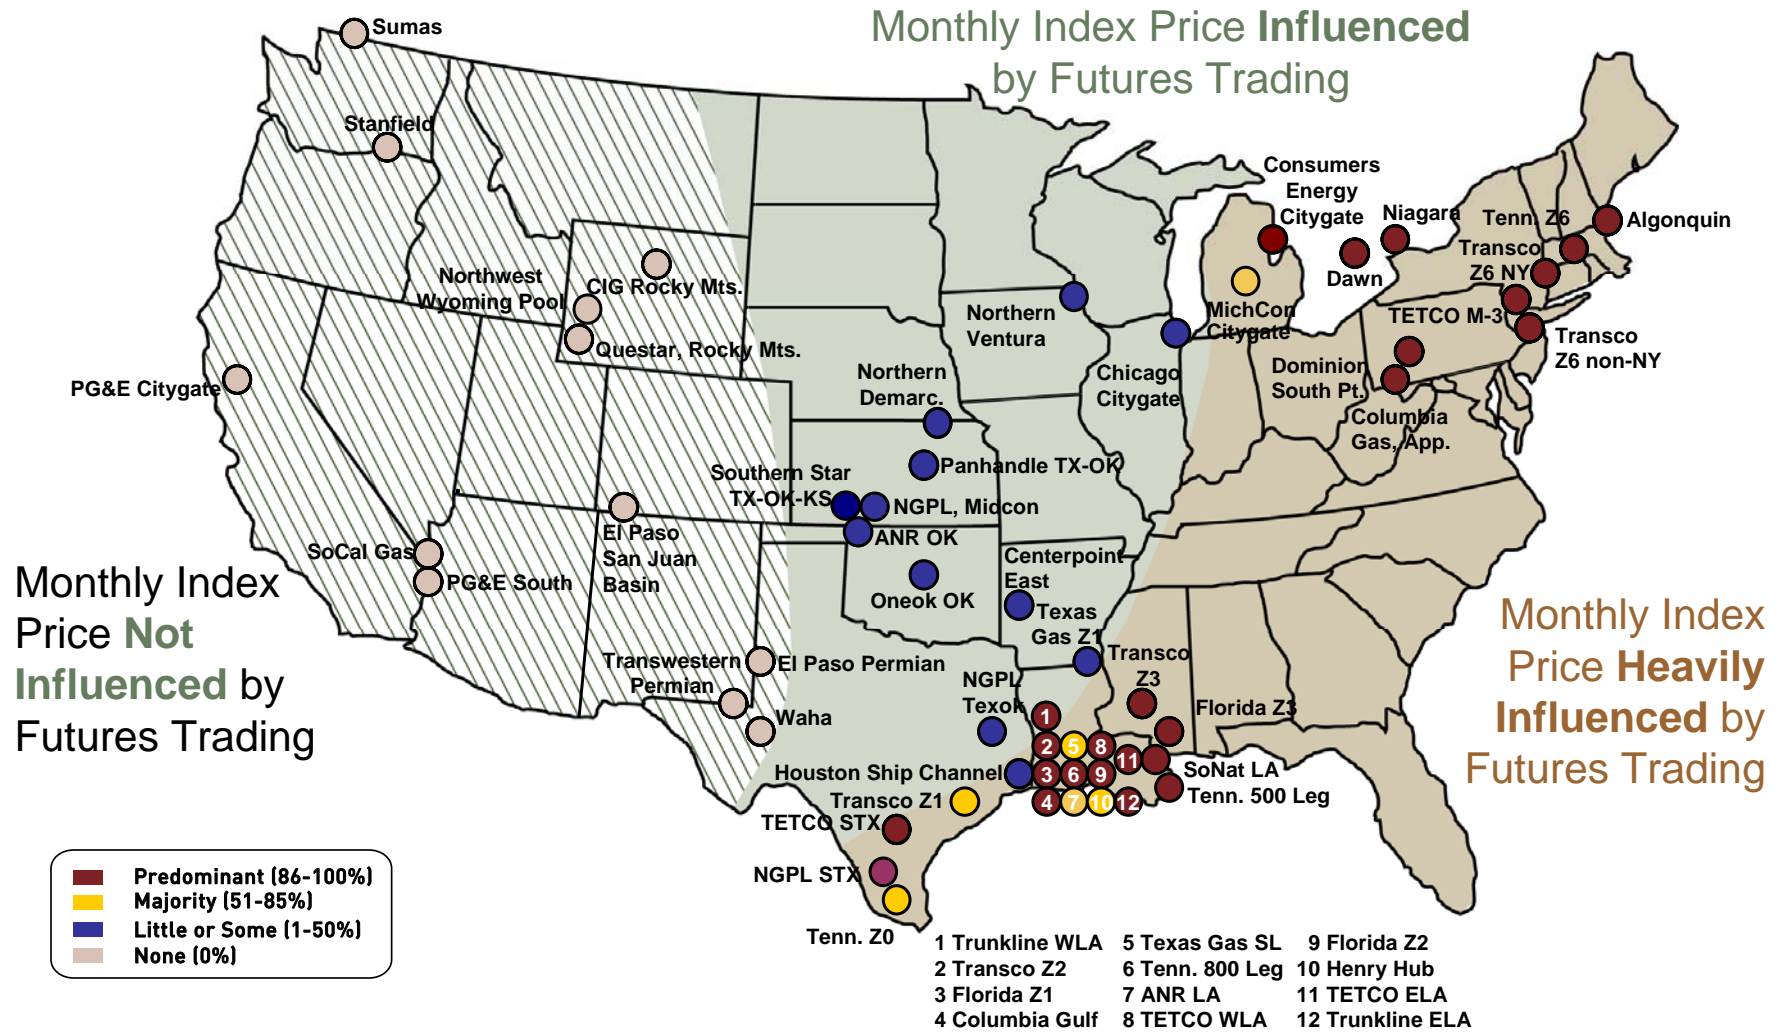 Monthly Index Price Influenced
by Futures Trading
Sumas
Stanfield
Consumers
Energy
Citygate
Niagara
Tenn. Z6
Algonquin
Transco
Z6 NY
Dawn
Northwest
Wyoming Pool
CIG Rocky Mts.
Questar, Rocky Mts.
Northern
Ventura
MichCon
Citygate
TETCO M-3
Transco
Z6 non-NY
PG&E Citygate
Northern
Demarc.
Chicago
Citygate
Dominion
South Pt.
Columbia
Gas, App.
Southern Star
TX-OK-KS
Panhandle TX-OK
NGPL, Midcon
ANR OK
El Paso
San Juan
Basin
SoCal Gas
PG&E South
Oneok OK
Centerpoint
East
Texas
Gas Z1
Monthly Index
Price Not
Influenced by
Futures Trading
Monthly Index
Price Heavily
Influenced by
Futures Trading
Transwestern
Permian
El Paso Permian
Waha
NGPL
Texok
Transco
Z3
Florida Z3
Houston Ship Channel
Transco Z1
TETCO STX
NGPL STX
Tenn. Z0
SoNat LA
Tenn. 500 Leg
1
2 5 8
3 6 9 11
4 7 10 12
Predominant (86-100%)
Majority (51-85%)
Little or Some (1-50%)
None (0%)
1 Trunkline WLA 5 Texas Gas SL 9 Florida Z2
2 Transco Z2 6 Tenn. 800 Leg 10 Henry Hub
3 Florida Z1 7 ANR LA 11 TETCO ELA
4 Columbia Gulf 8 TETCO WLA 12 Trunkline ELA